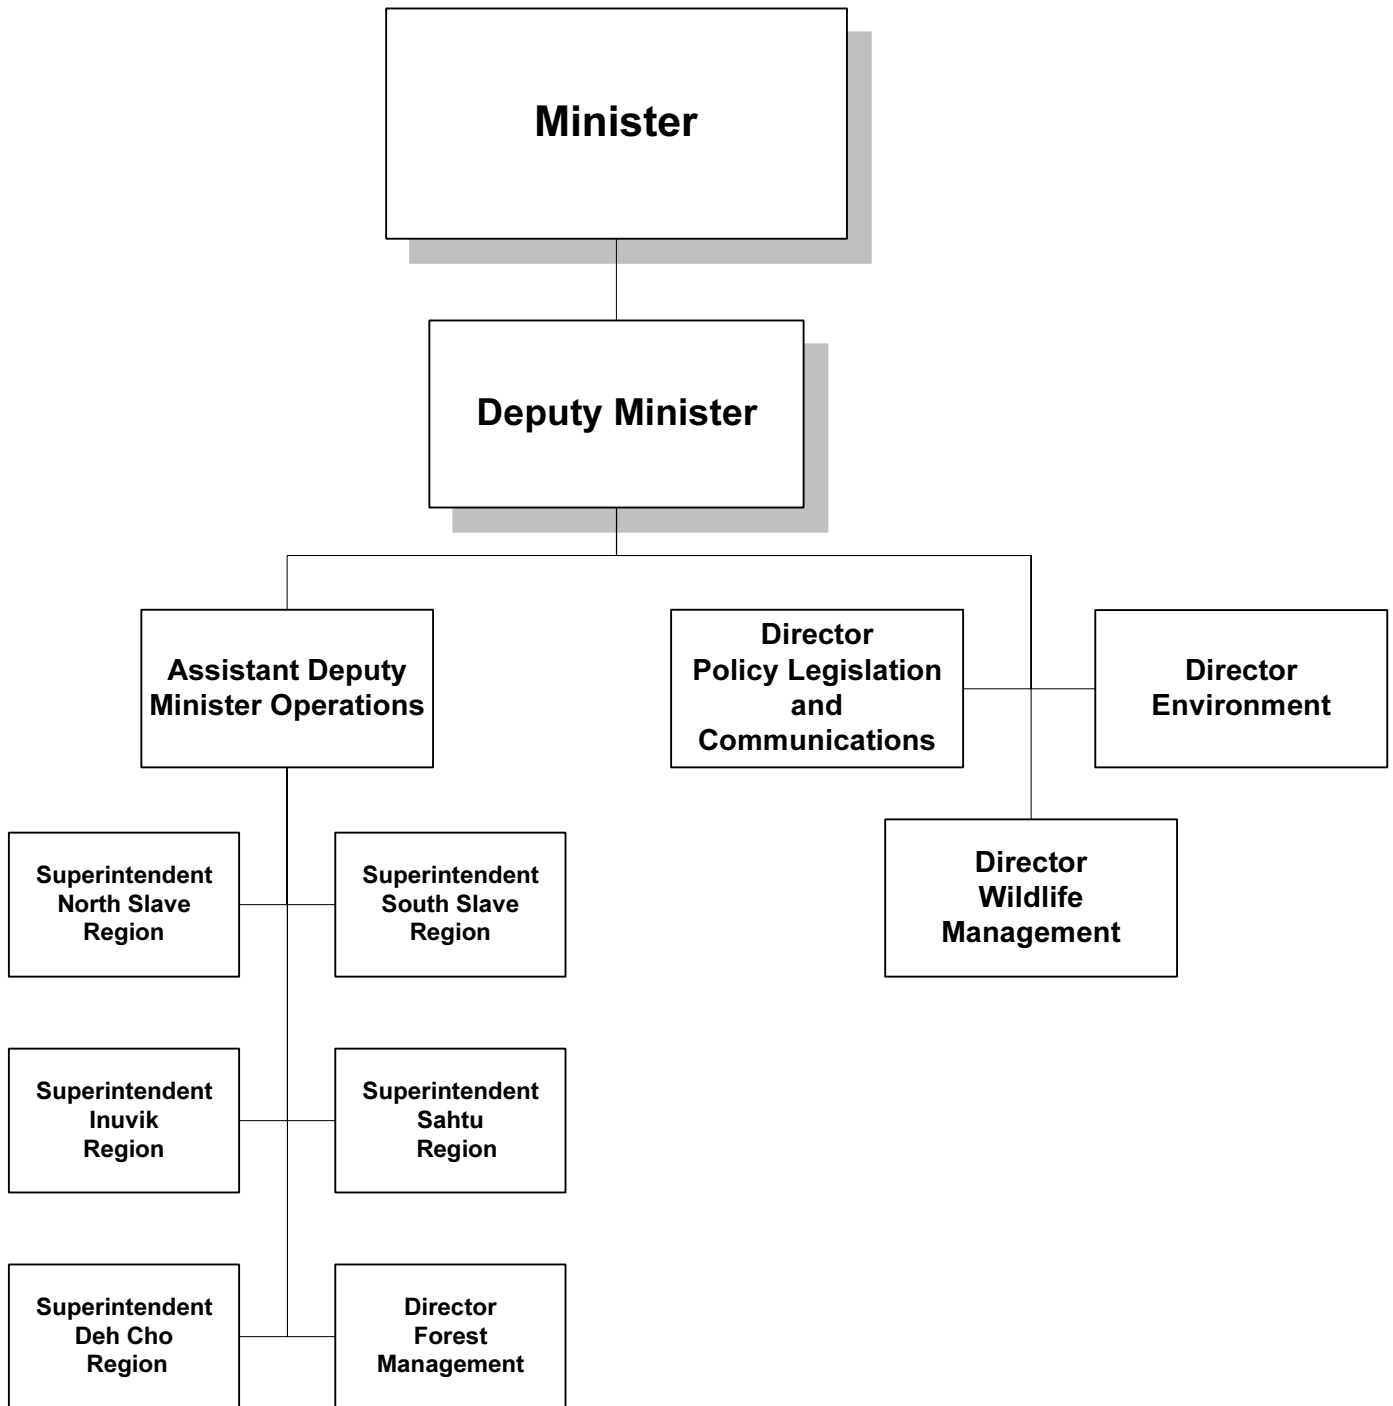 Minister
Deputy Minister
Assistant Deputy
Minister Operations
Director
Policy Legislation
and
Communications
Director
Environment
Director
Wildlife
Management
Superintendent
North Slave
Region
Superintendent
South Slave
Region
Superintendent
Inuvik
Region
Superintendent
Sahtu
Region
Superintendent
Deh Cho
Region
Director
Forest
Management